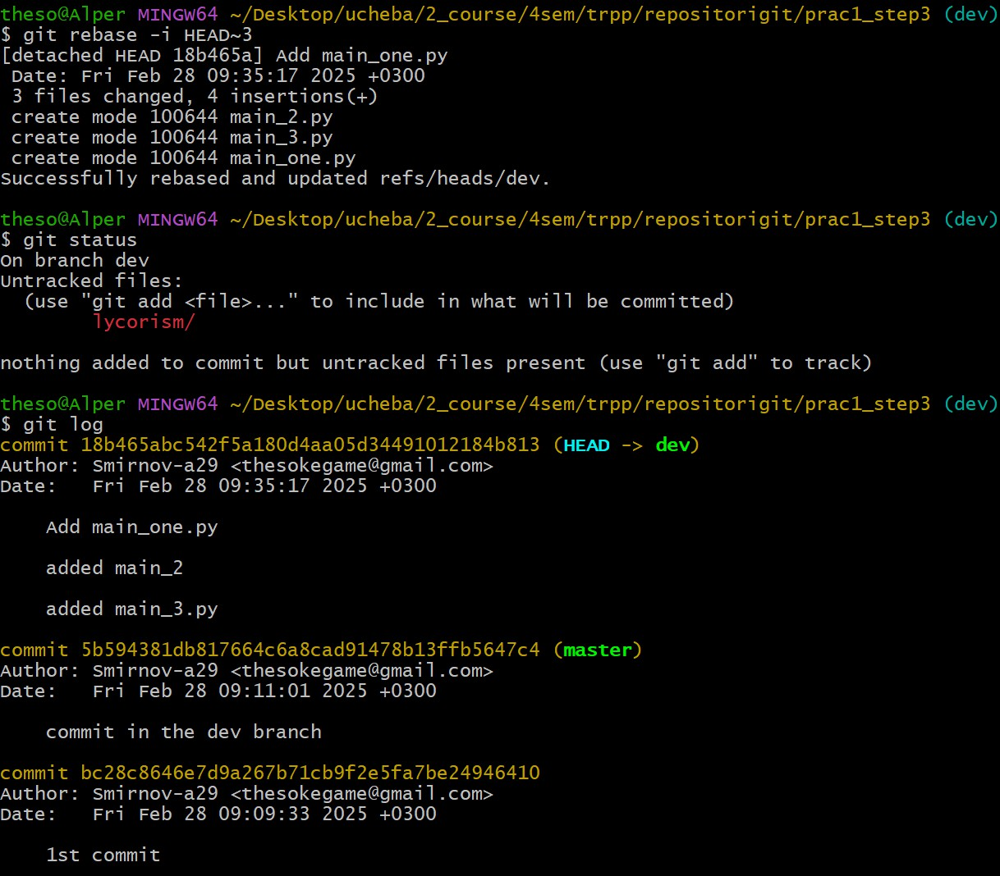 theso@Alper MINGW64 ~/Desktop/ucheba/2_course/4sem/trpp/repositorigit/prac1_step3 (dev)
$ git rebase -i HEAD~3
[detached HEAD 18b465a] Add main_one.py
 Date: Fri Feb 28 09:35:17 2025 +0300
 3 files changed, 4 insertions(+)
 create mode 100644 main_2.py
 create mode 100644 main_3.py
 create mode 100644 main_one.py
Successfully rebased and updated refs/heads/dev.

theso@Alper MINGW64 ~/Desktop/ucheba/2_course/4sem/trpp/repositorigit/prac1_step3 (dev)
$ git status
On branch dev
Untracked files:
  (use "git add <file>..." to include in what will be committed)
        lycorism/

nothing added to commit but untracked files present (use "git add" to track)

theso@Alper MINGW64 ~/Desktop/ucheba/2_course/4sem/trpp/repositorigit/prac1_step3 (dev)
$ git log
commit 18b465abc542f5a180d4aa05d34491012184b813 (HEAD -> dev)
Author: Smirnov-a29 <thesokegame@gmail.com>
Date:   Fri Feb 28 09:35:17 2025 +0300

    Add main_one.py

    added main_2

    added main_3.py

commit 5b594381db817664c6a8cad91478b13ffb5647c4 (master)
Author: Smirnov-a29 <thesokegame@gmail.com>
Date:   Fri Feb 28 09:11:01 2025 +0300

    commit in the dev branch

commit bc28c8646e7d9a267b71cb9f2e5fa7be24946410
Author: Smirnov-a29 <thesokegame@gmail.com>
Date:   Fri Feb 28 09:09:33 2025 +0300

    1st commit